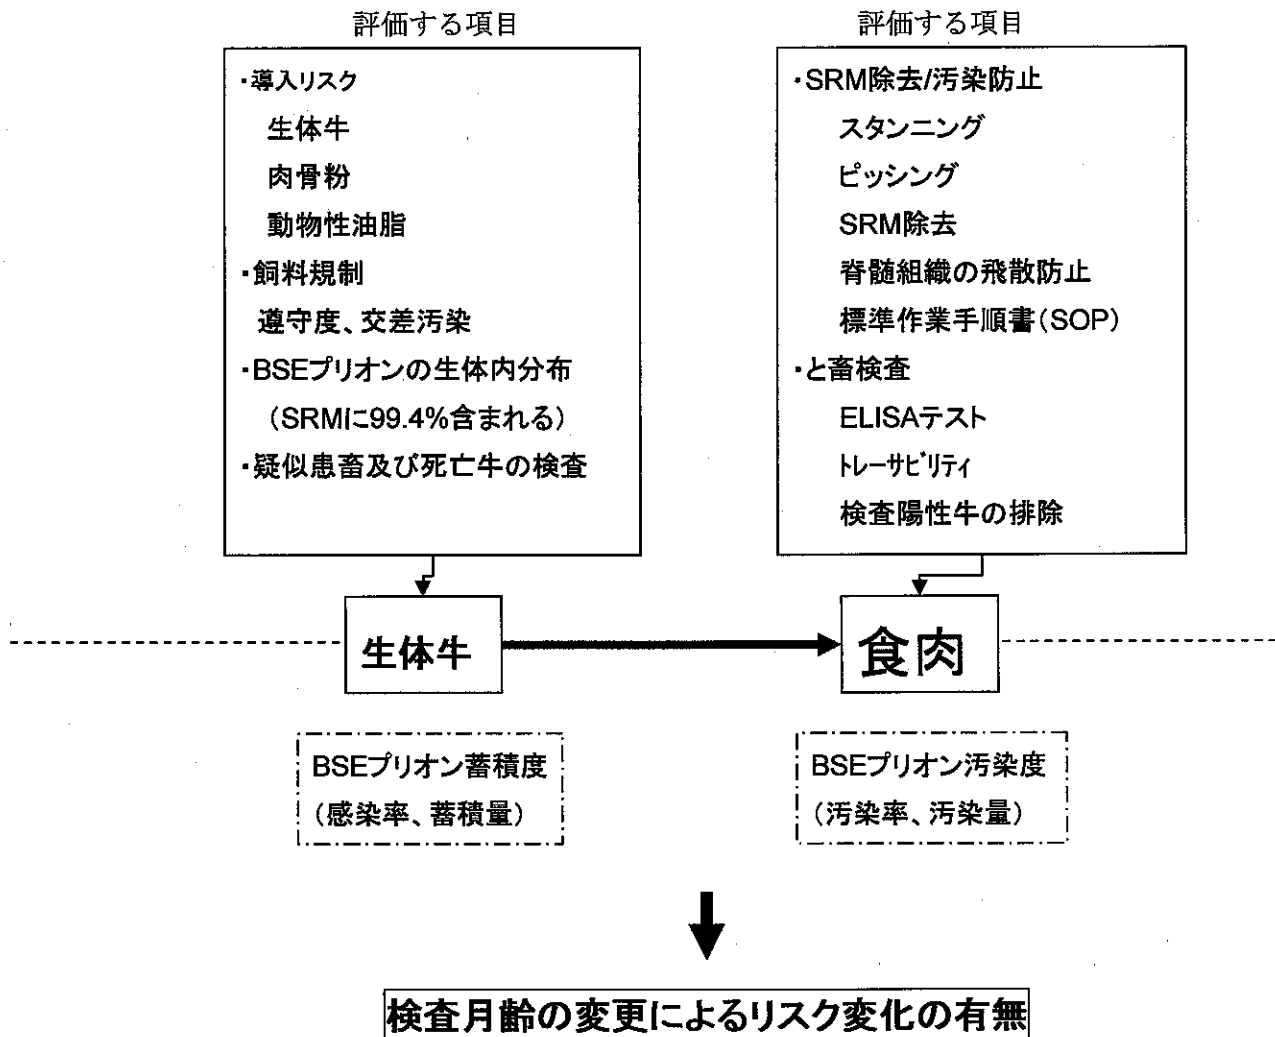 評価する項目
・導入リスク
生体牛
肉骨粉
動物性油脂
・飼料規制
遵守度、交差汚染
・BSEプリオンの生体内分布
（SRMに99.4%含まれる）
・疑似患畜及び死亡牛の検査
評価する項目
・SRM除去/汚染防止
スタンニング
ピッシング
SRM除去
脊髄組織の飛散防止
標準作業手順書（SOP）
・と畜検査
ELISAテスト
ﾄﾚｰｻﾋﾞﾘﾃｨ
検査陽性牛の排除
生体牛
食肉
BSEプリオン蓄積度
（感染率、蓄積量）
BSEプリオン汚染度
（汚染率、汚染量）
検査月齢の変更によるリスク変化の有無